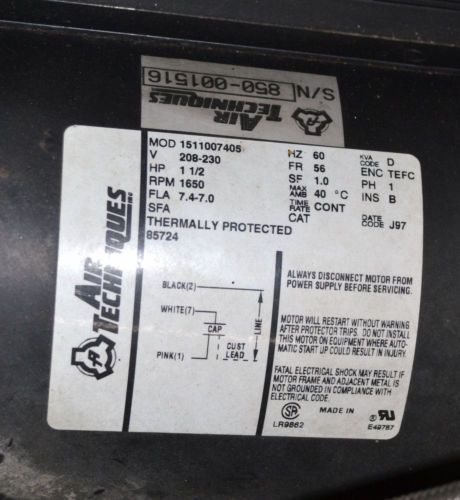 S/N 850-001516
AIR
TECHNIQUES
MOD 1511007405
V 208-230
HP 1 1/2
RPM 1650
FLA 7.4-7.0
SFA
THERMALLY PROTECTED
85724
HZ 60
FR 56
SF 1.0
MAX AMB 40 °C
TIME RATE CONT
CAT
KVA CODE D
ENC TEFC
PH 1
INS B
DATE CODE J97
AIR
TECHNIQUES INC
BLACK(2)
WHITE(7)
CAP
CUST
LEAD
LINE
PINK(1)
ALWAYS DISCONNECT MOTOR FROM
POWER SUPPLY BEFORE SERVICING.
MOTOR WILL RESTART WITHOUT WARNING
AFTER PROTECTOR TRIPS. DO NOT INSTALL
THIS MOTOR ON EQUIPMENT WHERE AUTO-
MATIC START UP COULD RESULT IN INJURY.
FATAL ELECTRICAL SHOCK MAY RESULT IF
MOTOR FRAME AND ADJACENT METAL IS
NOT GROUNDED IN COMPLIANCE WITH
ELECTRICAL CODE.
LR9862
MADE IN
E49787